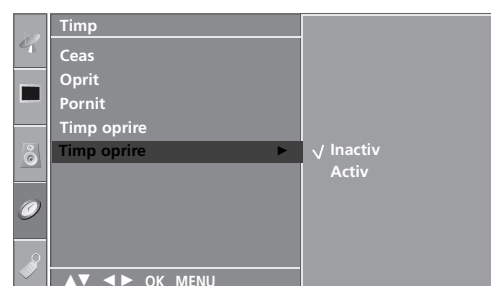 Timp
Ceas
Oprit
Pornit
Timp oprire
Timp oprire ►
√ Inactiv
Activ
▲▼ ◄► OK MENU